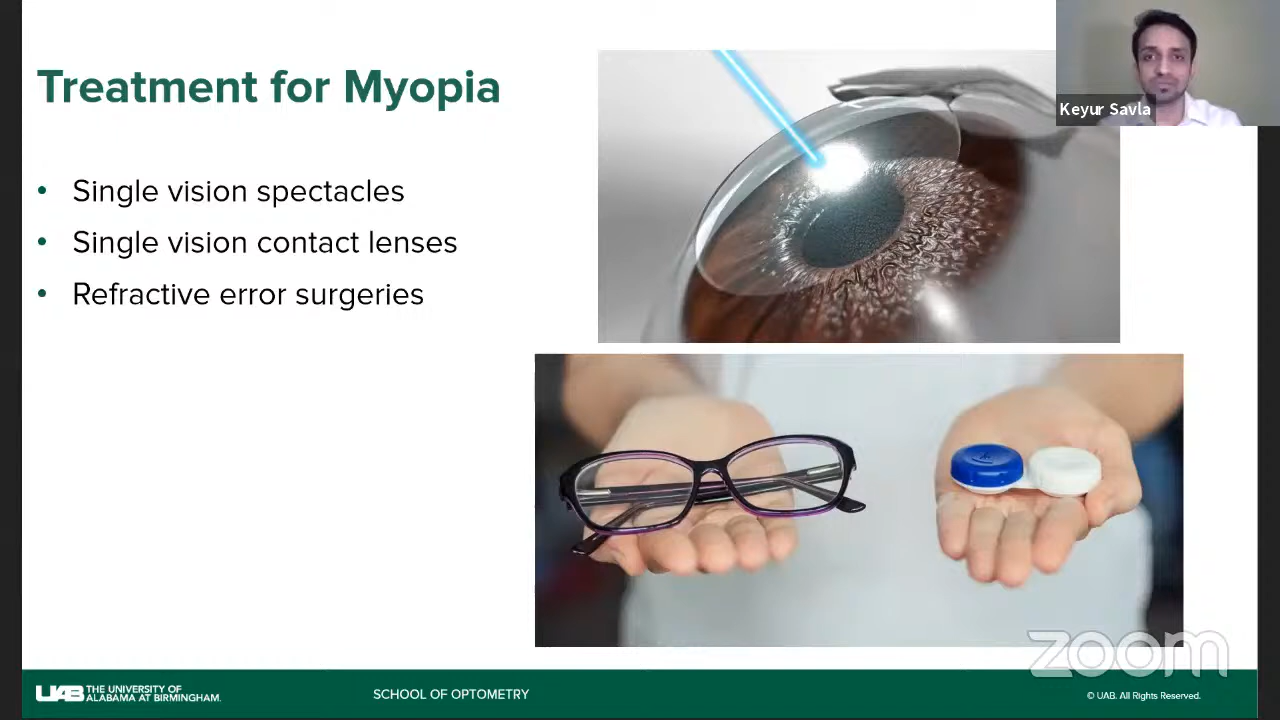 Treatment for Myopia
Keyur Savla
• Single vision spectacles
• Single vision contact lenses
• Refractive error surgeries
zoom
UAB THE UNIVERSITY OF
ALABAMA AT BIRMINGHAM.
SCHOOL OF OPTOMETRY
© UAB. All Rights Reserved.